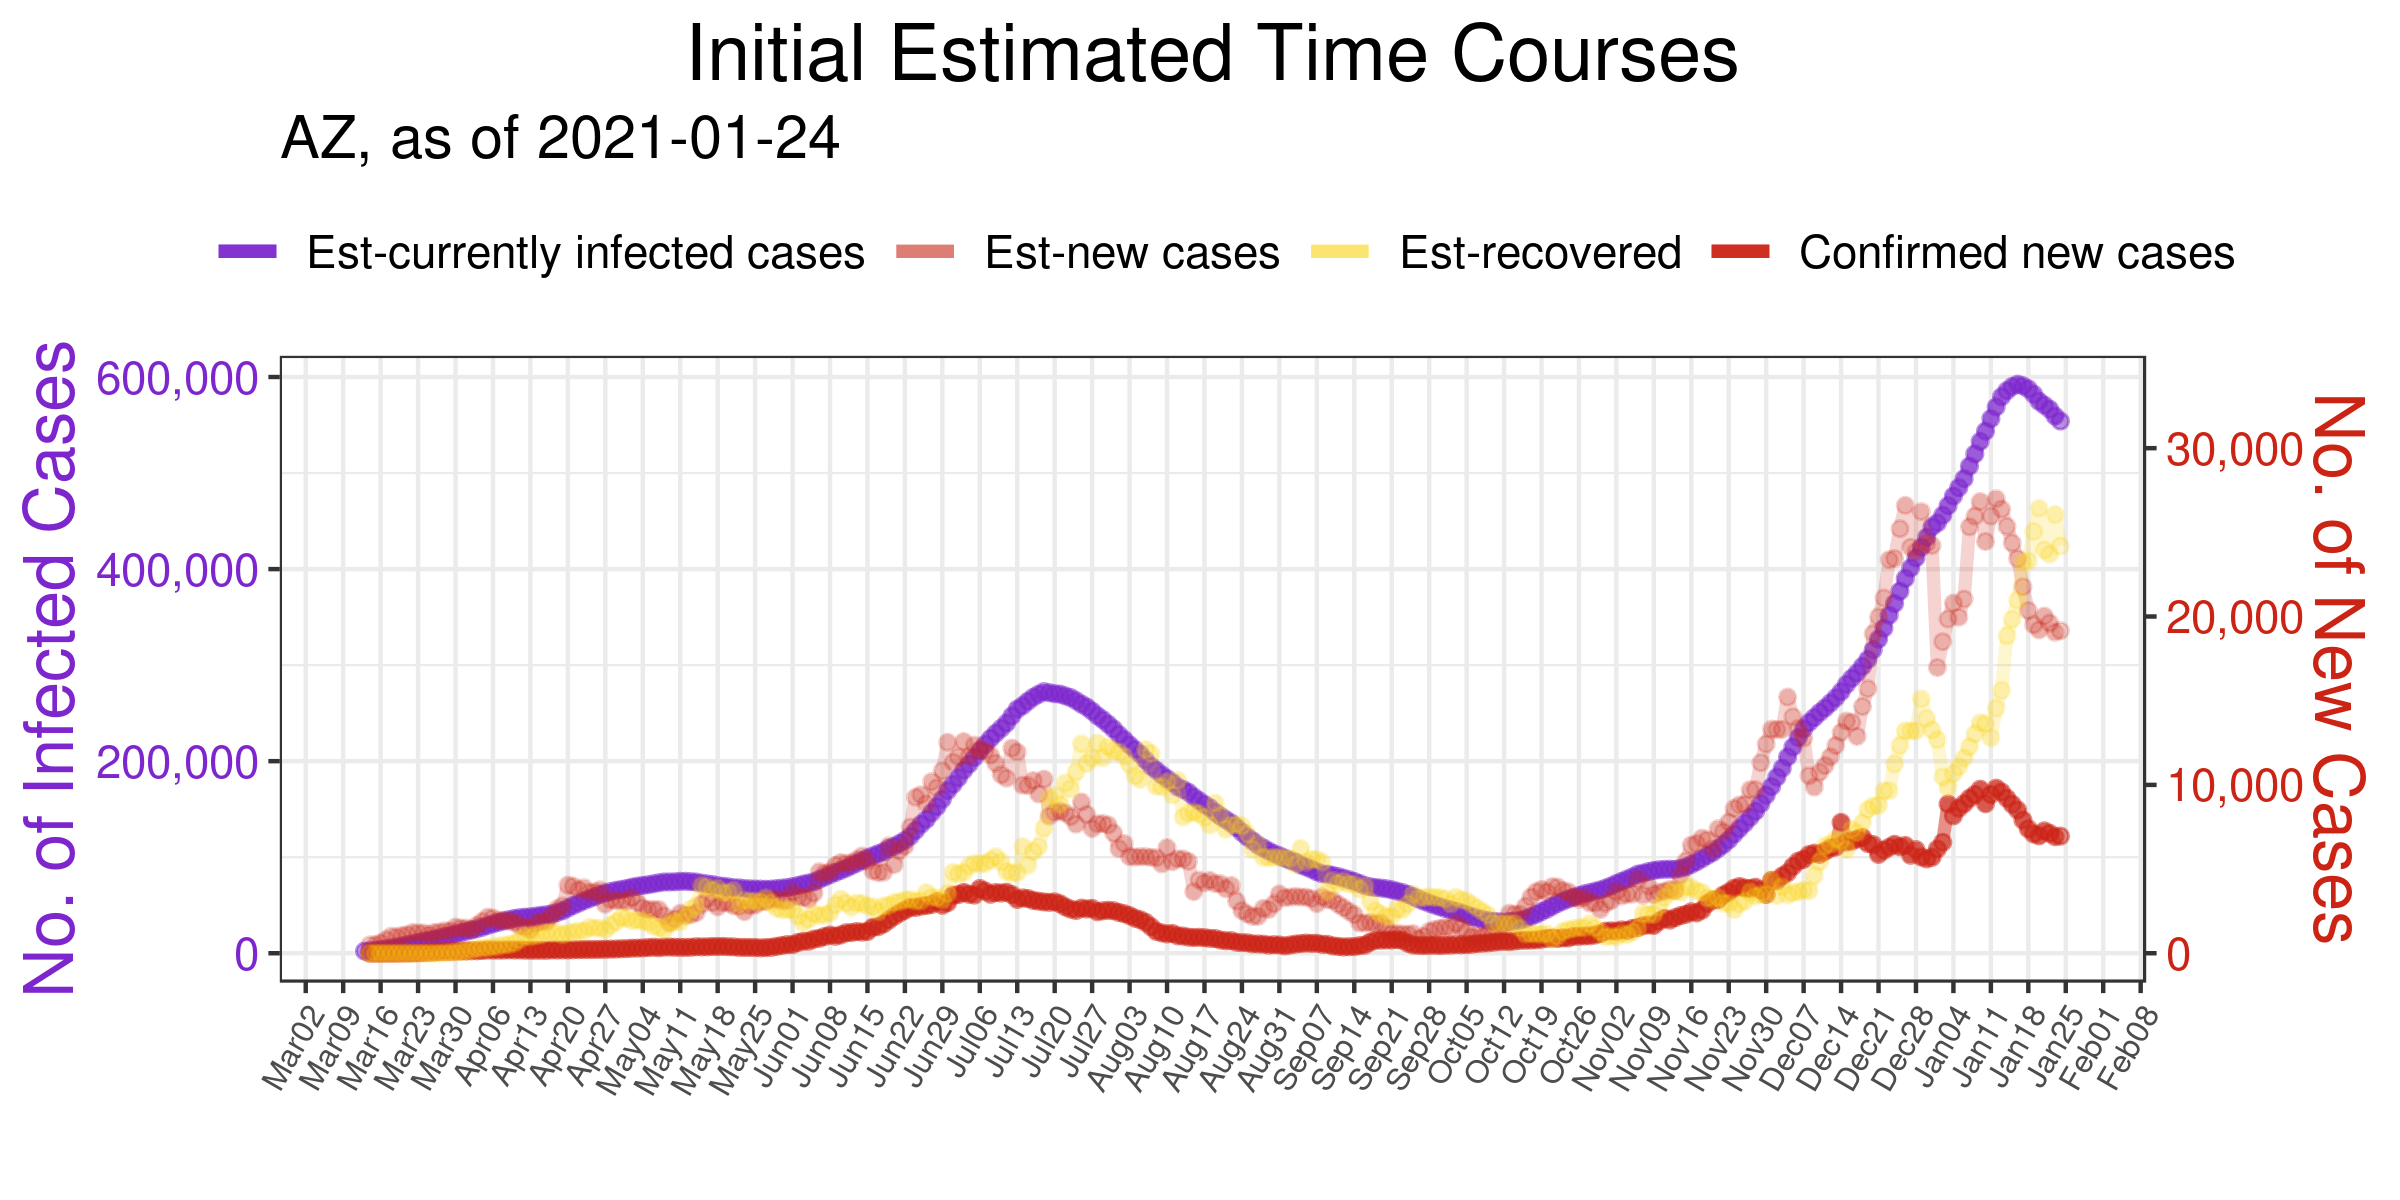 Initial Estimated Time Courses
AZ, as of 2021-01-24
Est-currently infected cases Est-new cases Est-recovered Confirmed new cases
No. of Infected Cases
600,000
400,000
200,000
0
30,000
20,000
10,000
0
No. of New Cases
Mar02 Mar09 Mar16 Mar23 Mar30 Apr06 Apr13 Apr20 Apr27 May04 May11 May18 May25 Jun01 Jun08 Jun15 Jun22 Jun29 Jul06 Jul13 Jul20 Jul27 Aug03 Aug10 Aug17 Aug24 Aug31 Sep07 Sep14 Sep21 Sep28 Oct05 Oct12 Oct19 Oct26 Nov02 Nov09 Nov16 Nov23 Nov30 Dec07 Dec14 Dec21 Dec28 Jan04 Jan11 Jan18 Jan25 Feb01 Feb08